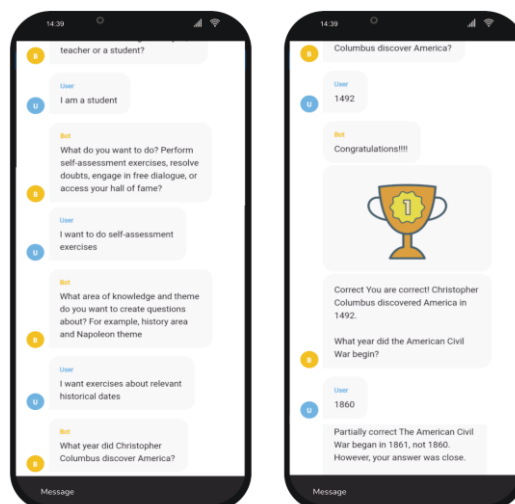 14:39
teacher or a student?
B
User
I am a student
U
Bot
What do you want to do? Perform
self-assessment exercises, resolve
doubts, engage in free dialogue, or
access your hall of fame?
B
User
I want to do self-assessment
exercises
U
Bot
What area of knowledge and theme
do you want to create questions
about? For example, history area
and Napoleon theme
B
User
I want exercises about relevant
historical dates
U
Bot
What year did Christopher
Columbus discover America?
B
Message
14:39
Columbus discover America?
B
User
1492
U
Bot
Congratulations!!!!
1
Correct You are correct! Christopher
Columbus discovered America in
1492.
What year did the American Civil
War begin?
B
User
1860
U
Partially correct The American Civil
War began in 1861, not 1860.
However, your answer was close.
Message